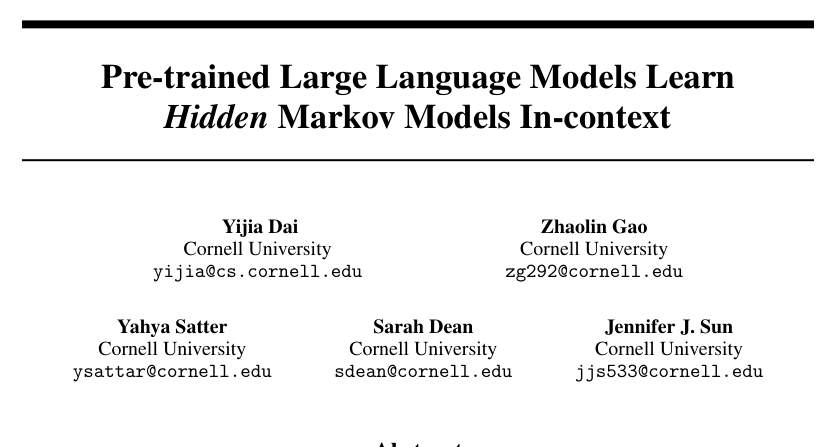 Pre-trained Large Language Models Learn
Hidden Markov Models In-context
Yijia Dai
Cornell University
yijia@cs.cornell.edu
Zhaolin Gao
Cornell University
zg292@cornell.edu
Yahya Satter
Cornell University
ysattar@cornell.edu
Sarah Dean
Cornell University
sdean@cornell.edu
Jennifer J. Sun
Cornell University
jjs533@cornell.edu